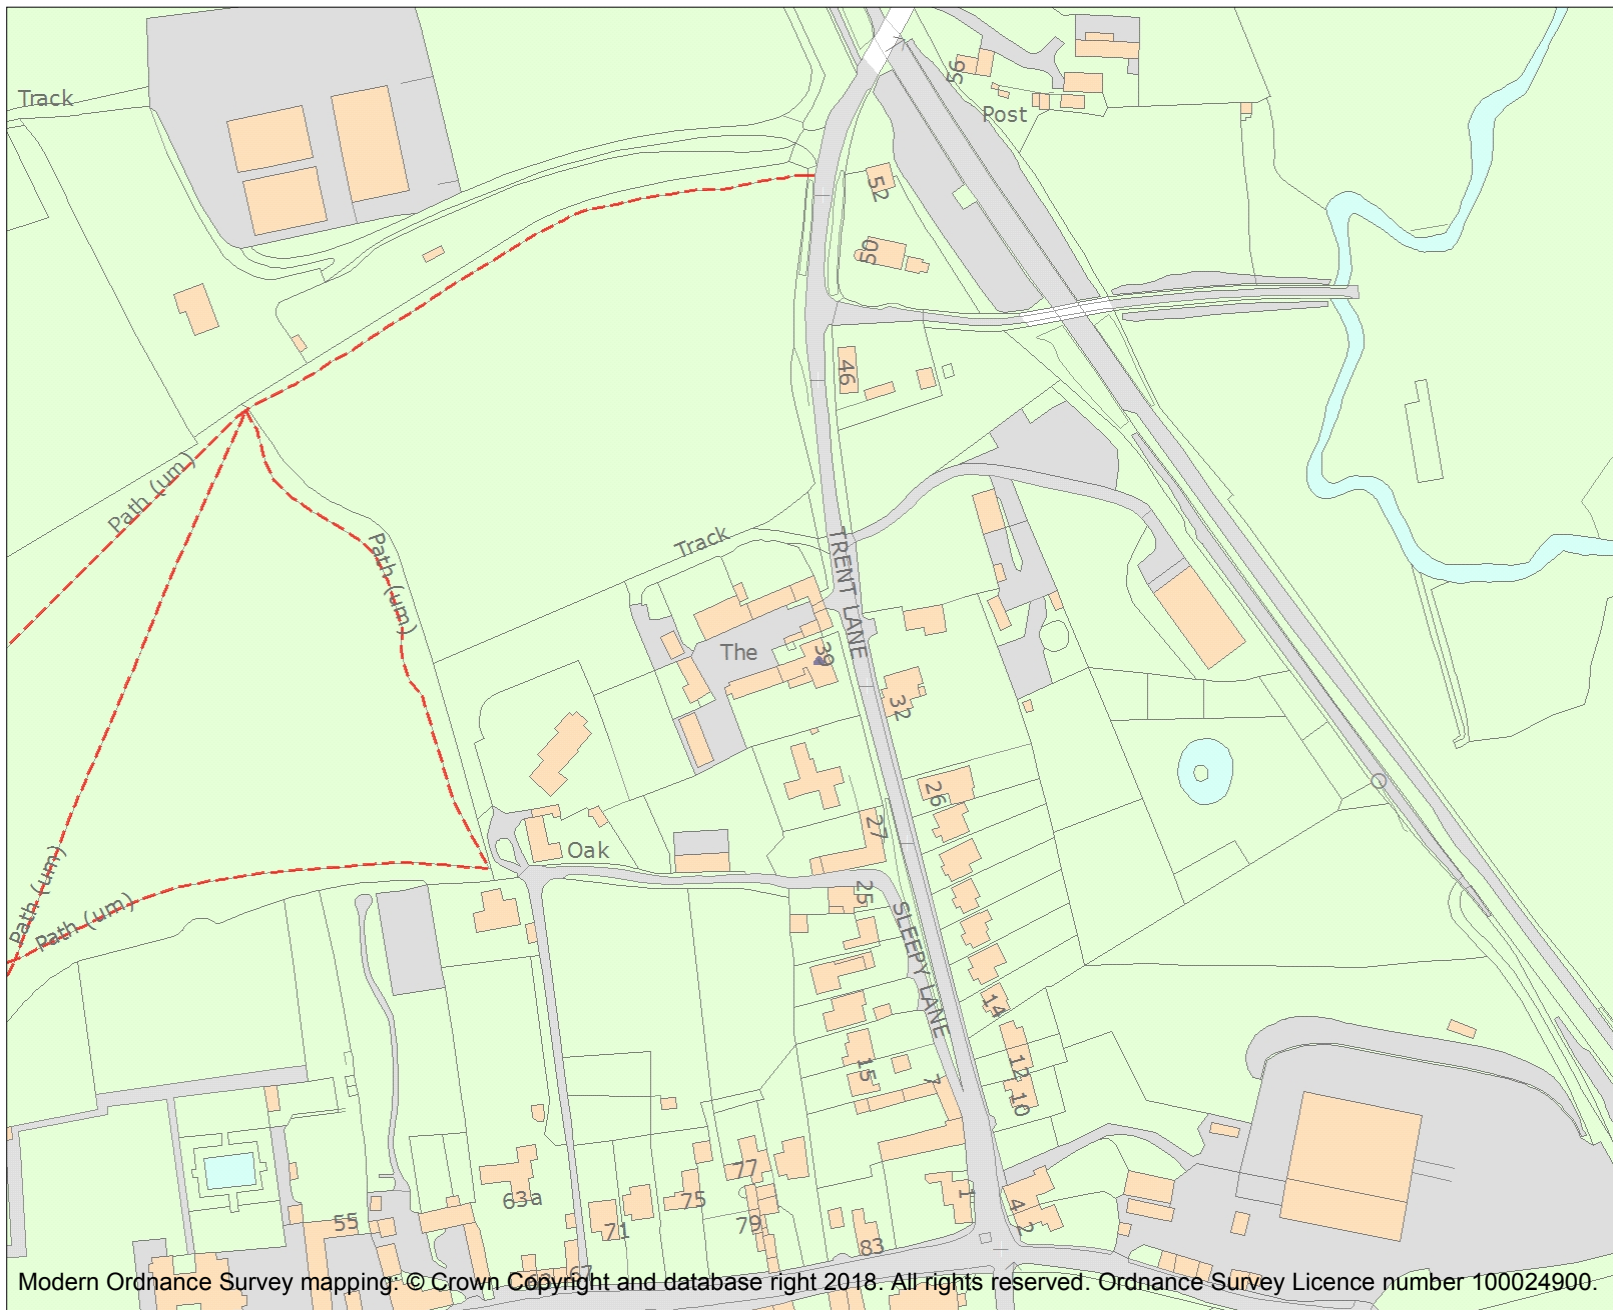 Track
56
Post
52
50
46
Path (um)
Track
Path (um)
TRENT LANE
The
39
32
26
27
Oak
Path (um)
Path (um)
25
SLEEPY LANE
14
15
12
7
10
77
63a
75
1
4
2
55
71
79
83
67
Modern Ordnance Survey mapping: © Crown Copyright and database right 2018. All rights reserved. Ordnance Survey Licence number 100024900.